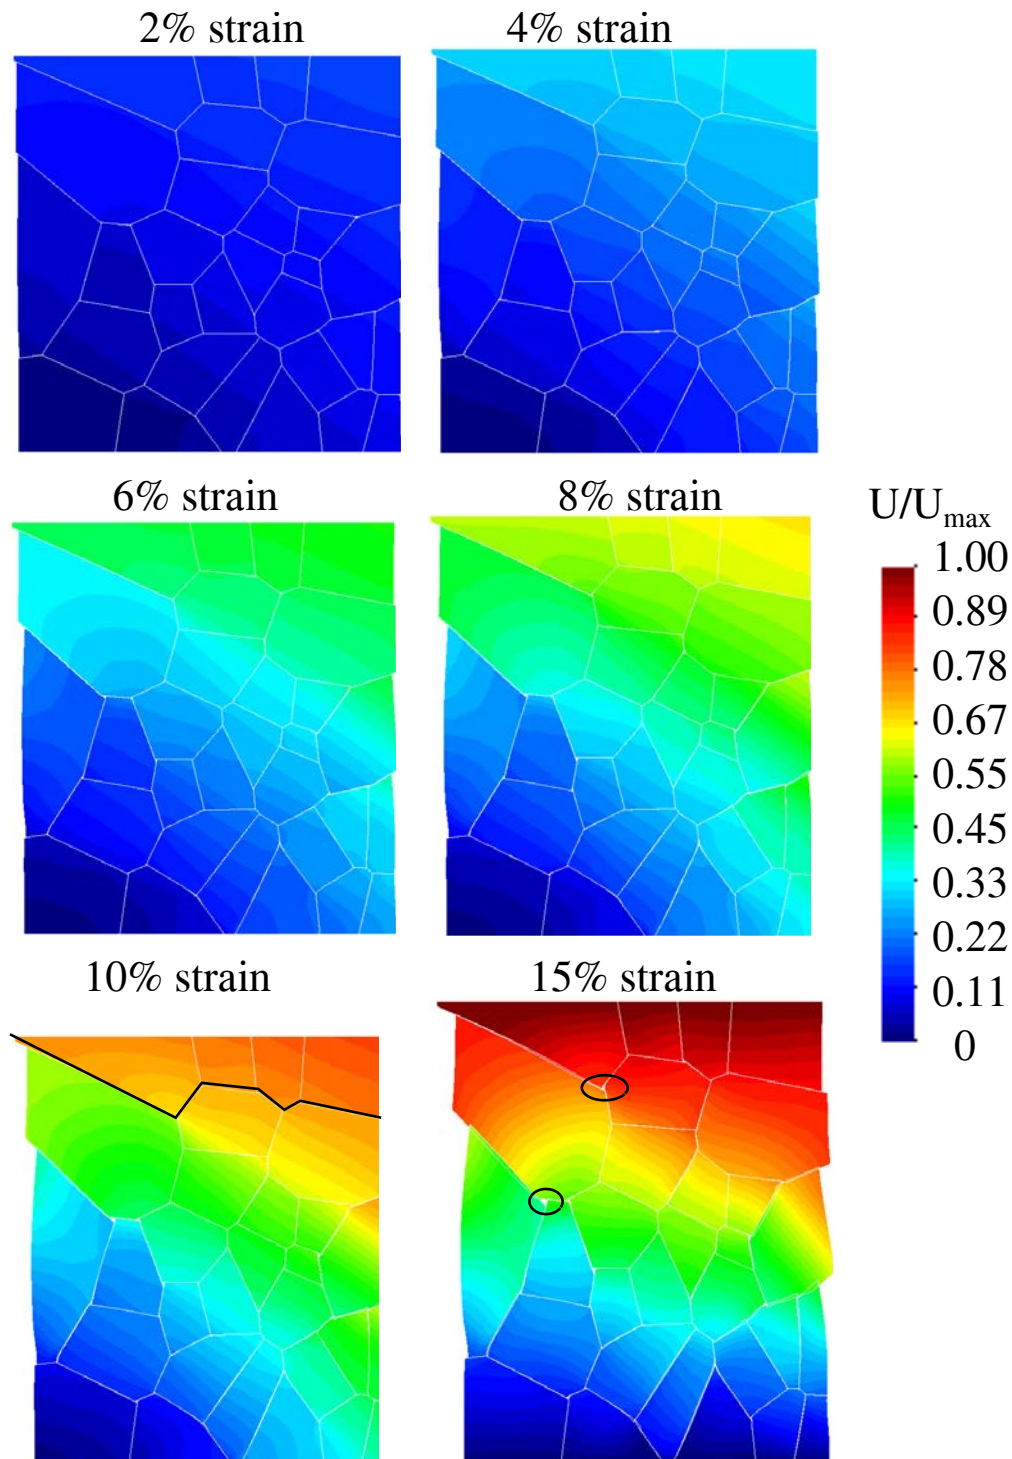 2% strain
4% strain
6% strain
8% strain
U/Umax
1.00
0.89
0.78
0.67
0.55
0.45
0.33
0.22
0.11
0
10% strain
15% strain